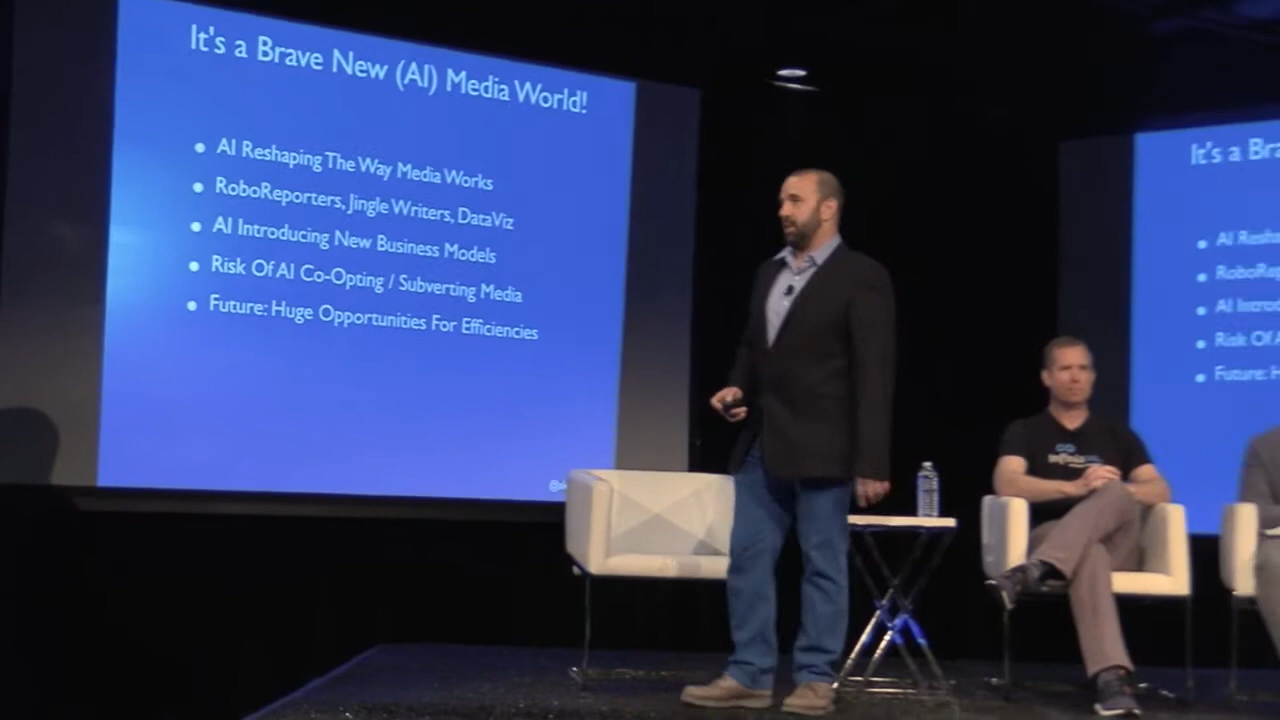 It's a Brave New (AI) Media World!
AI Reshaping The Way Media Works
RoboReporters, Jingle Writers, DataViz
AI Introducing New Business Models
Risk Of AI Co-Opting / Subverting Media
Future: Huge Opportunities For Efficiencies
It's a Bra
AI Resha
RoboRep
AI Introd
Risk Of A
Future: H